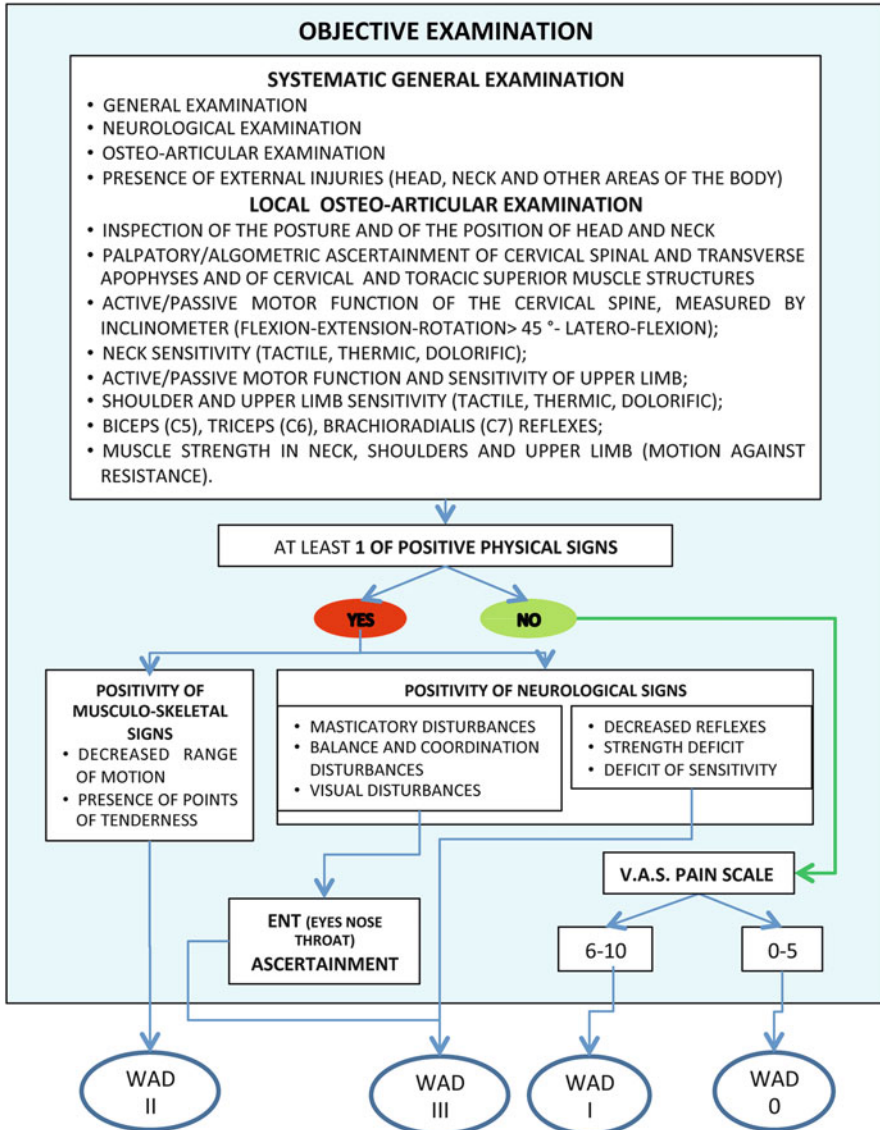 OBJECTIVE EXAMINATION
SYSTEMATIC GENERAL EXAMINATION
• GENERAL EXAMINATION
• NEUROLOGICAL EXAMINATION
• OSTEO-ARTICULAR EXAMINATION
• PRESENCE OF EXTERNAL INJURIES (HEAD, NECK AND OTHER AREAS OF THE BODY)
LOCAL OSTEO-ARTICULAR EXAMINATION
• INSPECTION OF THE POSTURE AND OF THE POSITION OF HEAD AND NECK
• PALPATORY/ALGOMETRIC ASCERTAINMENT OF CERVICAL SPINAL AND TRANSVERSE
APOPHYSES AND OF CERVICAL AND TORACIC SUPERIOR MUSCLE STRUCTURES
• ACTIVE/PASSIVE MOTOR FUNCTION OF THE CERVICAL SPINE, MEASURED BY
INCLINOMETER (FLEXION-EXTENSION-ROTATION> 45 °- LATERO-FLEXION);
• NECK SENSITIVITY (TACTILE, THERMIC, DOLORIFIC);
• ACTIVE/PASSIVE MOTOR FUNCTION AND SENSITIVITY OF UPPER LIMB;
• SHOULDER AND UPPER LIMB SENSITIVITY (TACTILE, THERMIC, DOLORIFIC);
• BICEPS (C5), TRICEPS (C6), BRACHIORADIALIS (C7) REFLEXES;
• MUSCLE STRENGTH IN NECK, SHOULDERS AND UPPER LIMB (MOTION AGAINST
RESISTANCE).
AT LEAST 1 OF POSITIVE PHYSICAL SIGNS
YES
NO
POSITIVITY OF
MUSCULO-SKELETAL
SIGNS
• DECREASED RANGE
OF MOTION
• PRESENCE OF POINTS
OF TENDERNESS
POSITIVITY OF NEUROLOGICAL SIGNS
• MASTICATORY DISTURBANCES
• BALANCE AND COORDINATION
DISTURBANCES
• VISUAL DISTURBANCES
• DECREASED REFLEXES
• STRENGTH DEFICIT
• DEFICIT OF SENSITIVITY
V.A.S. PAIN SCALE
ENT (EYES NOSE
THROAT)
ASCERTAINMENT
6-10
0-5
WAD
II
WAD
III
WAD
I
WAD
0